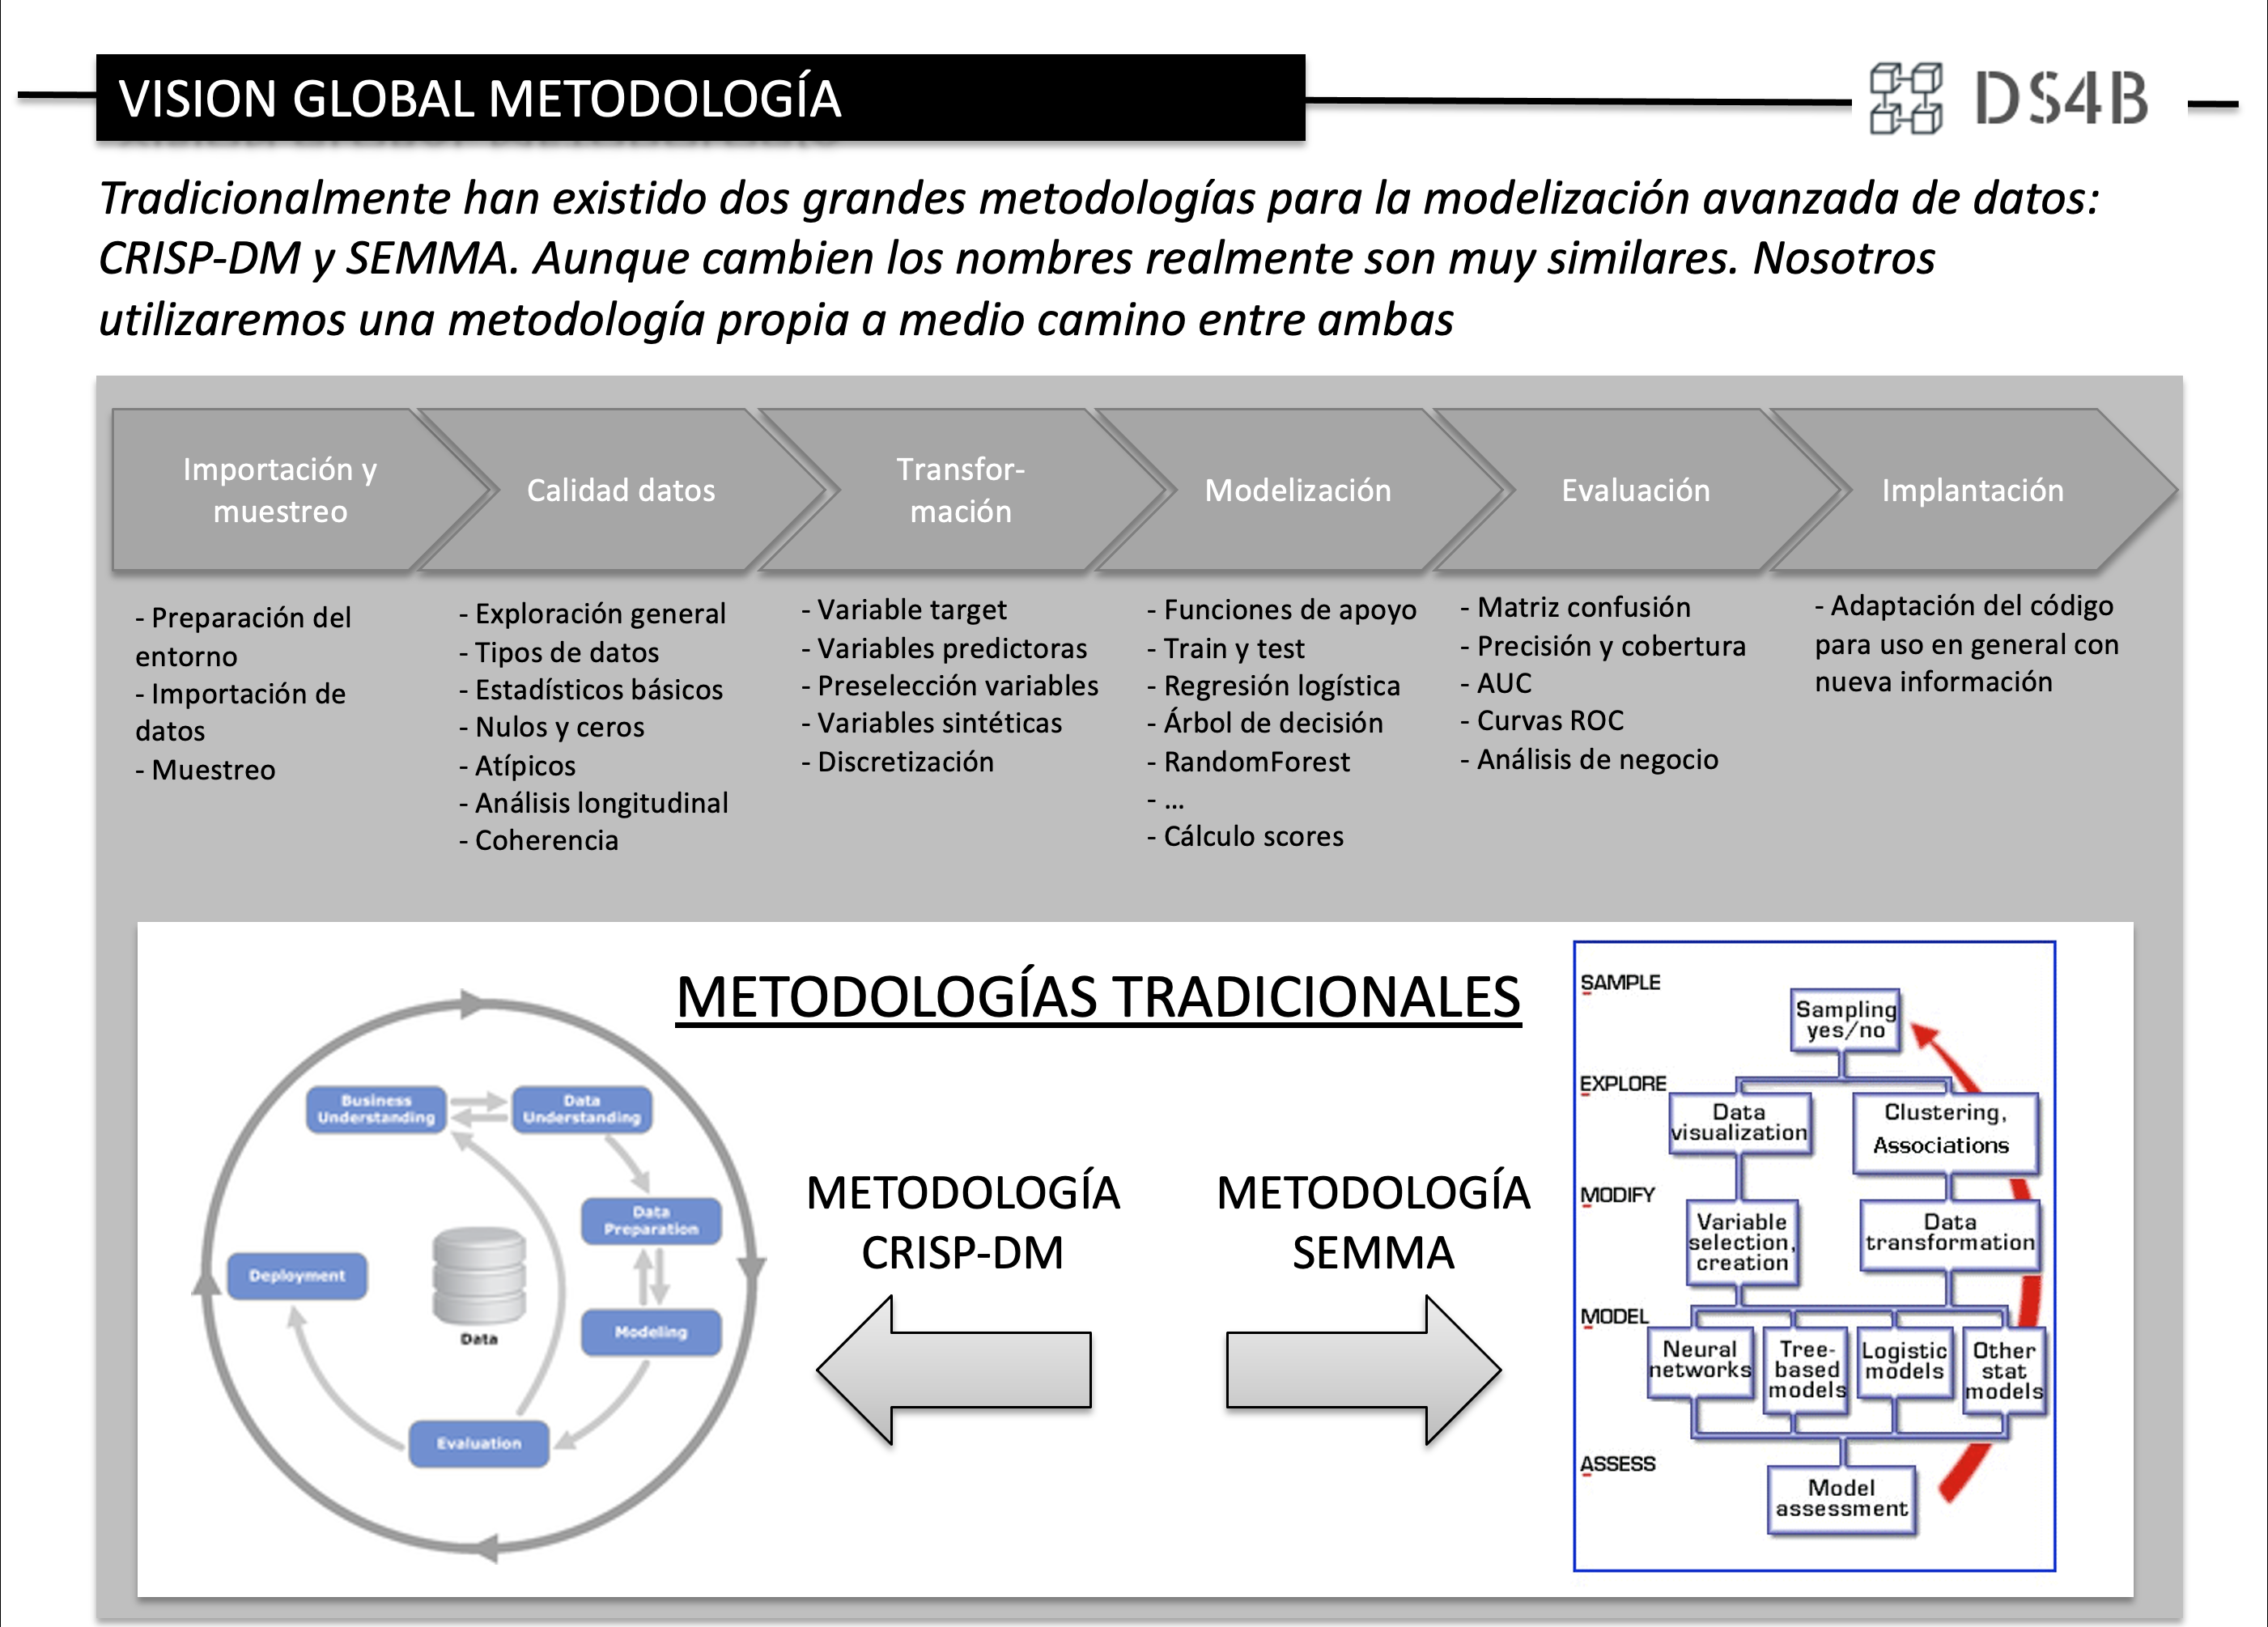 VISION GLOBAL METODOLOGÍA
DS4B
Tradicionalmente han existido dos grandes metodologías para la modelización avanzada de datos:
CRISP-DM y SEMMA. Aunque cambien los nombres realmente son muy similares. Nosotros
utilizaremos una metodología propia a medio camino entre ambas
Importación y
muestreo
Calidad datos
Transfor-
mación
Modelización
Evaluación
Implantación
- Preparación del
entorno
- Importación de
datos
- Muestreo
- Exploración general
- Tipos de datos
- Estadísticos básicos
- Nulos y ceros
- Atípicos
- Análisis longitudinal
- Coherencia
- Variable target
- Variables predictoras
- Preselección variables
- Variables sintéticas
- Discretización
- Funciones de apoyo
- Train y test
- Regresión logística
- Árbol de decisión
- RandomForest
- ...
- Cálculo scores
- Matriz confusión
- Precisión y cobertura
- AUC
- Curvas ROC
- Análisis de negocio
- Adaptación del código
para uso en general con
nueva información
METODOLOGÍAS TRADICIONALES
Business
Understanding
Data
Understanding
Data
Preparation
Modeling
Evaluation
Deployment
Data
METODOLOGÍA
CRISP-DM
METODOLOGÍA
SEMMA
SAMPLE
Sampling
yes/no
EXPLORE
Data
visualization
Clustering,
Associations
MODIFY
Variable
selection,
creation
Data
transformation
MODEL
Neural
networks
Tree-
based
models
Logistic
models
Other
stat
models
ASSESS
Model
assessment